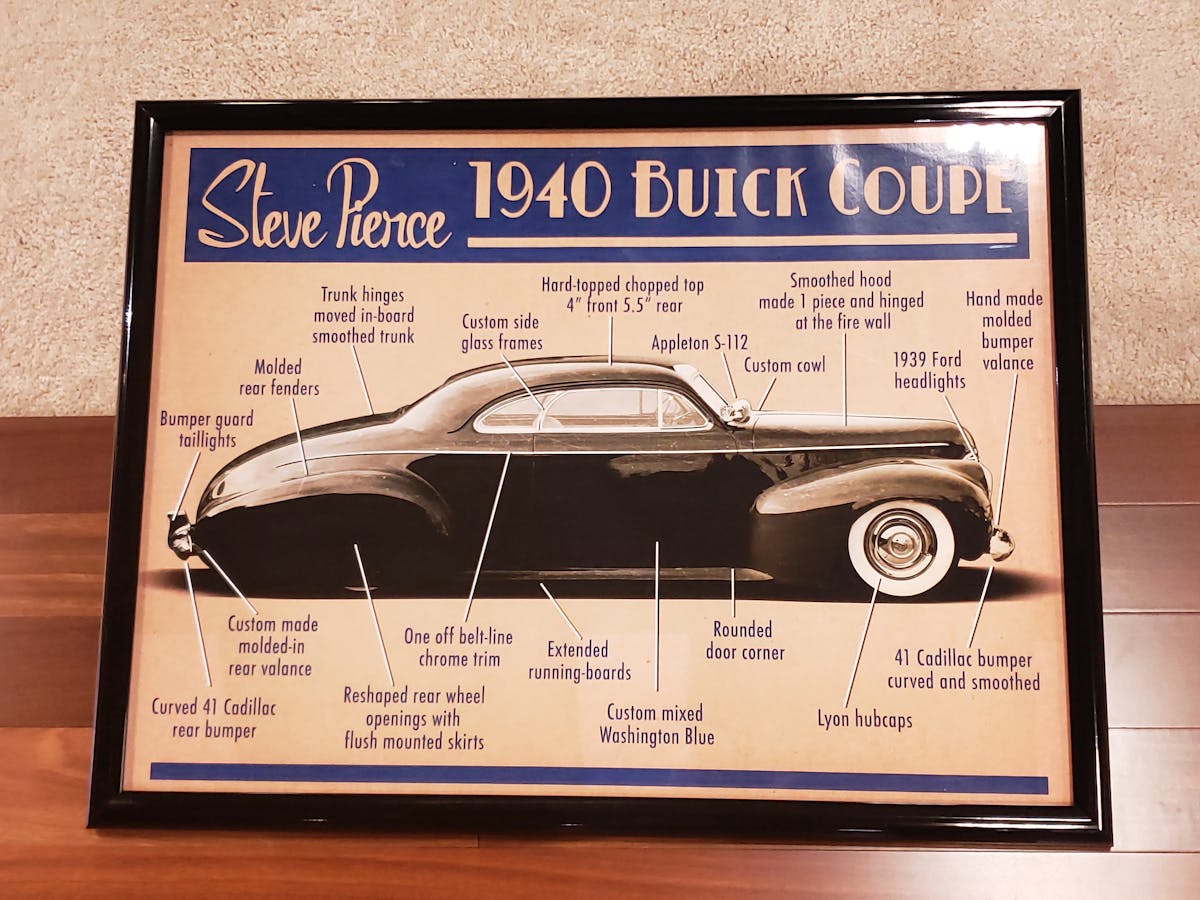 Steve Pierce 1940 Buick Coupe
Trunk hinges
moved in-board
smoothed trunk
Custom side
glass frames
Hard-topped chopped top
4" front 5.5" rear
Appleton S-112
Smoothed hood
made 1 piece and hinged
at the fire wall
Custom cowl
1939 Ford
headlights
Hand made
molded
bumper
valance
Molded
rear fenders
Bumper guard
taillights
Custom made
molded-in
rear valance
Curved 41 Cadillac
rear bumper
Reshaped rear wheel
openings with
flush mounted skirts
One off belt-line
chrome trim
Extended
running-boards
Custom mixed
Washington Blue
Rounded
door corner
Lyon hubcaps
41 Cadillac bumper
curved and smoothed